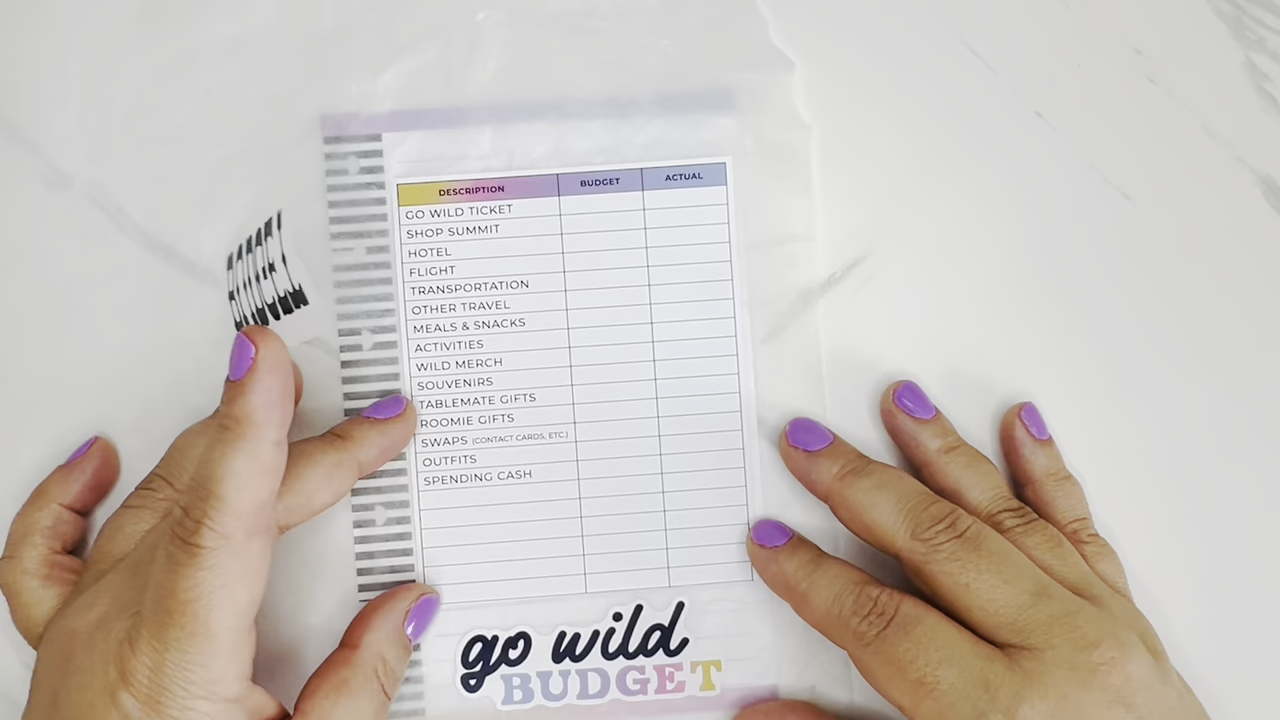 DESCRIPTION BUDGET ACTUAL
GO WILD TICKET
SHOP SUMMIT
HOTEL
FLIGHT
TRANSPORTATION
OTHER TRAVEL
MEALS & SNACKS
ACTIVITIES
WILD MERCH
SOUVENIRS
TABLEMATE GIFTS
ROOMIE GIFTS
SWAPS (CONTACT CARDS, ETC.)
OUTFITS
SPENDING CASH
go wild
BUDGET
BUDGET